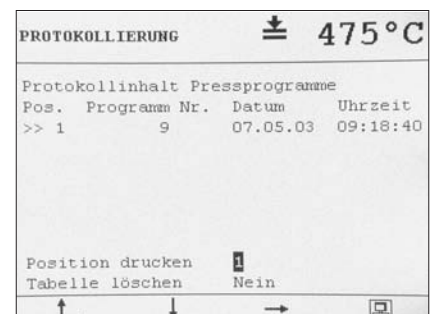 PROTOKOLLIERUNG 475°C
Protokollinhalt Pressprogramme
Pos. Programm Nr. Datum Uhrzeit
>> 1 9 07.05.03 09:18:40
Position drucken 1
Tabelle löschen Nein